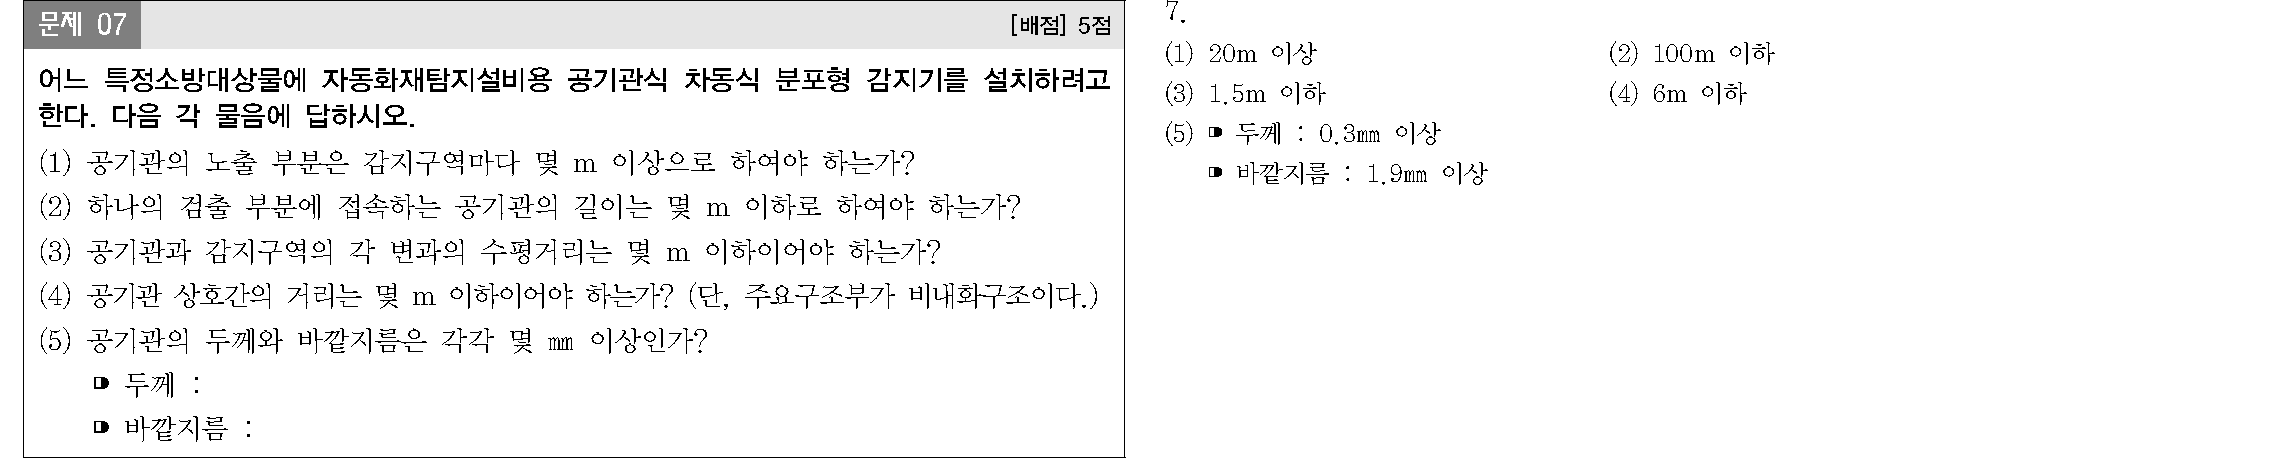 문제 07
[배점] 5점
어느 특정소방대상물에 자동화재탐지설비용 공기관식 차동식 분포형 감지기를 설치하려고
한다. 다음 각 물음에 답하시오.
(1) 공기관의 노출 부분은 감지구역마다 몇 m 이상으로 하여야 하는가?
(2) 하나의 검출 부분에 접속하는 공기관의 길이는 몇 m 이하로 하여야 하는가?
(3) 공기관과 감지구역의 각 변과의 수평거리는 몇 m 이하이어야 하는가?
(4) 공기관 상호간의 거리는 몇 m 이하이어야 하는가? (단, 주요구조부가 비내화구조이다.)
(5) 공기관의 두께와 바깥지름은 각각 몇 ㎜ 이상인가?
두께 :
바깥지름 :
7.
(1) 20m 이상 (2) 100m 이하
(3) 1.5m 이하 (4) 6m 이하
(5) 두께 : 0.3㎜ 이상
바깥지름 : 1.9㎜ 이상